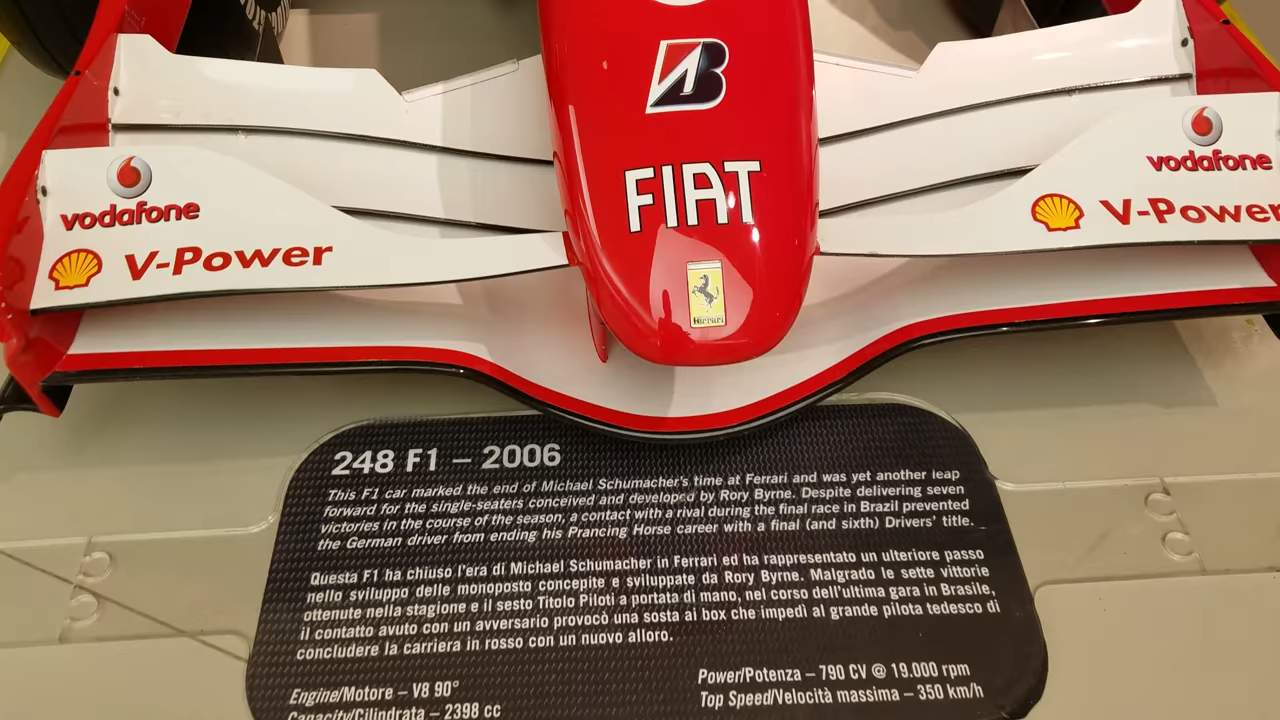 FIAT
Ferrari
vodafone
V-Power
vodafone
V-Power
248 F1 – 2006
This F1 car marked the end of Michael Schumacher's time at Ferrari and was yet another leap
forward for the single-seaters conceived and developed by Rory Byrne. Despite delivering seven
victories in the course of the season, a contact with a rival during the final race in Brazil prevented
the German driver from ending his Prancing Horse career with a final (and sixth) Drivers' title.
Questa F1 ha chiuso l'era di Michael Schumacher in Ferrari ed ha rappresentato un ulteriore passo
nello sviluppo delle monoposto concepite e sviluppate da Rory Byrne. Malgrado le sette vittorie
ottenute nella stagione e il sesto Titolo Piloti a portata di mano, nel corso dell'ultima gara in Brasile,
il contatto avuto con un avversario provocò una sosta ai box che impedì al grande pilota tedesco di
concludere la carriera in rosso con un nuovo alloro.
Engine/Motore – V8 90°
Capacity/Cilindrata – 2398 cc
Power/Potenza – 790 CV @ 19.000 rpm
Top Speed/Velocità massima – 350 km/h